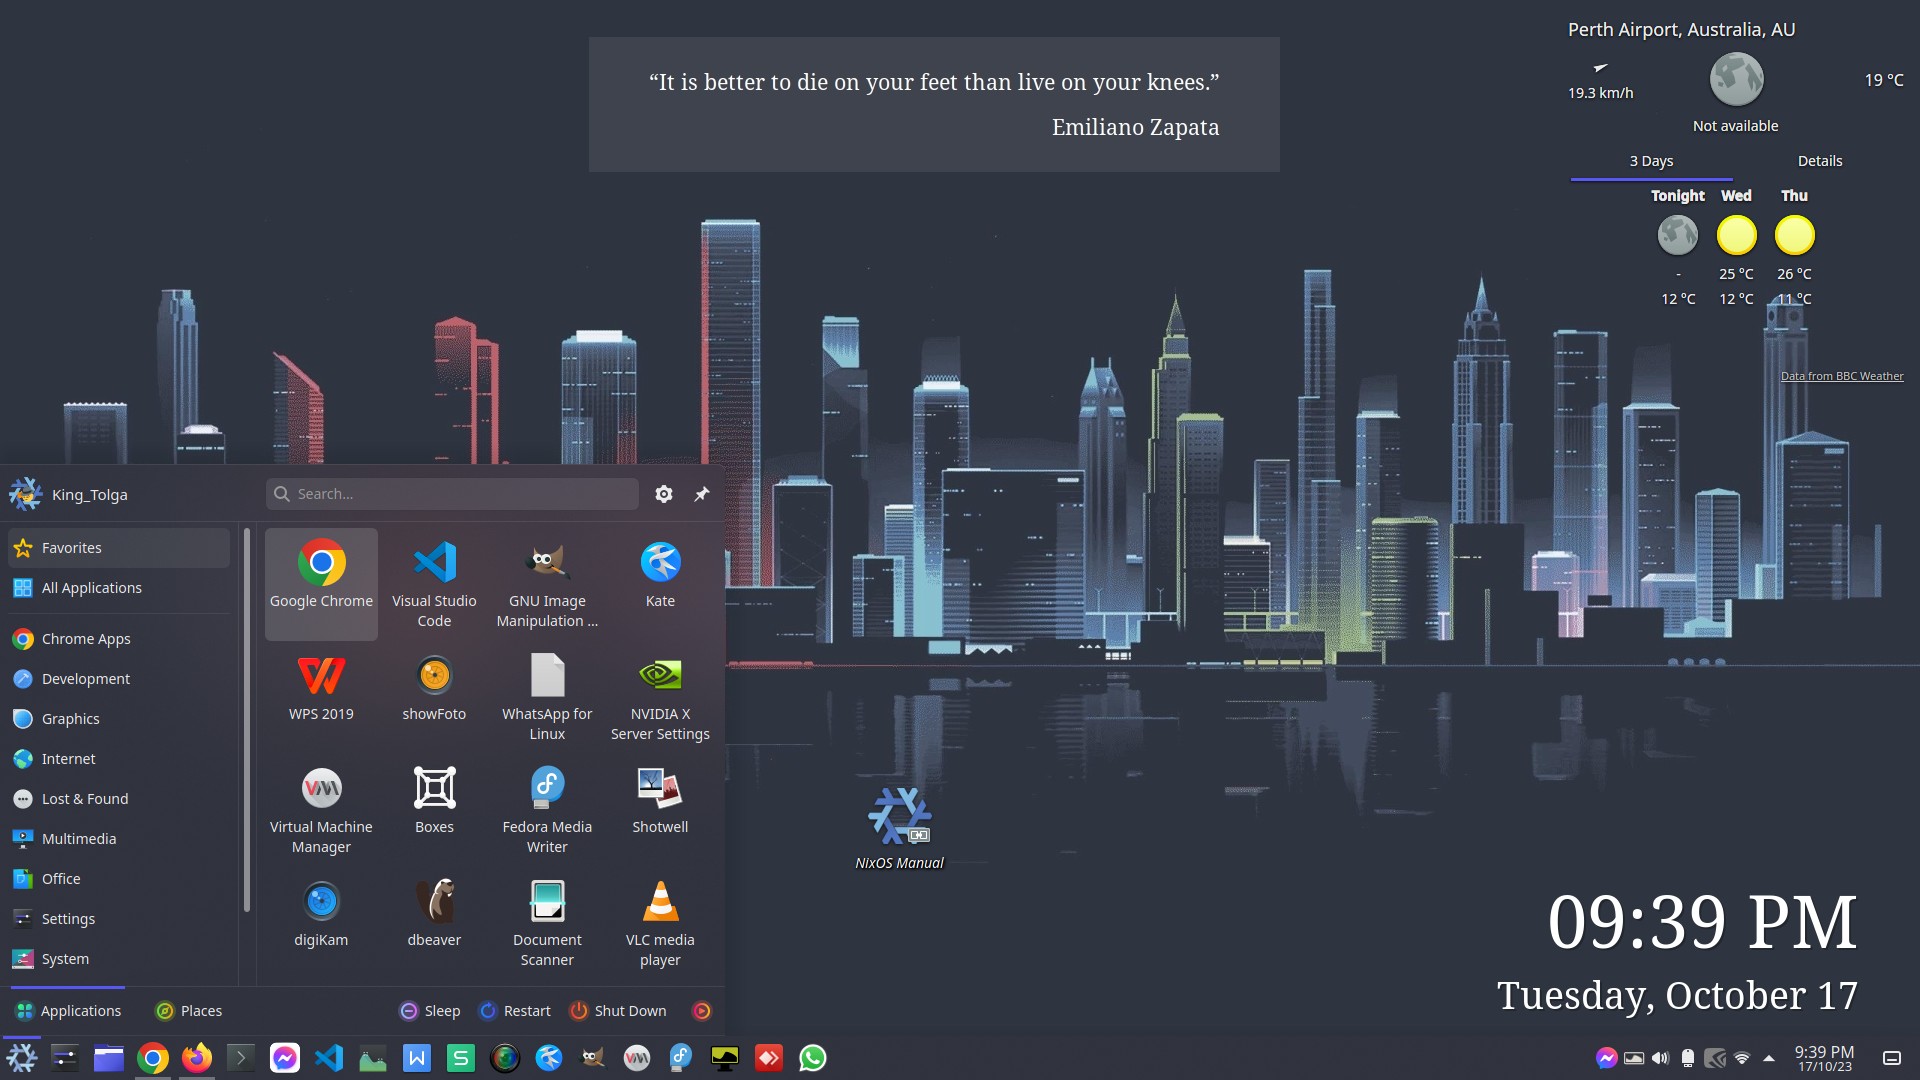 “It is better to die on your feet than live on your knees.”
Emiliano Zapata
Perth Airport, Australia, AU
19.3 km/h
19 °C
Not available
3 Days
Details
Tonight
Wed
Thu
-
25 °C
26 °C
12 °C
12 °C
11 °C
Data from BBC Weather
King_Tolga
Search...
Favorites
All Applications
Chrome Apps
Development
Graphics
Internet
Lost & Found
Multimedia
Office
Settings
System
Google Chrome
Visual Studio
Code
GNU Image
Manipulation ...
Kate
WPS 2019
showFoto
WhatsApp for
Linux
NVIDIA X
Server Settings
Virtual Machine
Manager
Boxes
Fedora Media
Writer
Shotwell
digiKam
dbeaver
Document
Scanner
VLC media
player
Applications
Places
Sleep
Restart
Shut Down
NixOS Manual
09:39 PM
Tuesday, October 17
9:39 PM
17/10/23